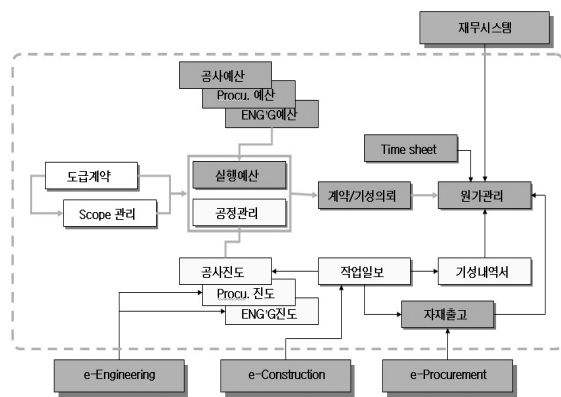 재무시스템
공사예산
Procu. 예산
ENG'G예산
Time sheet
도급계약
실행예산
Scope 관리
공정관리
계약/기성의뢰
원가관리
공사진도
작업일보
기성내역서
Procu. 진도
ENG'G진도
자재출고
e-Engineering
e-Construction
e-Procurement